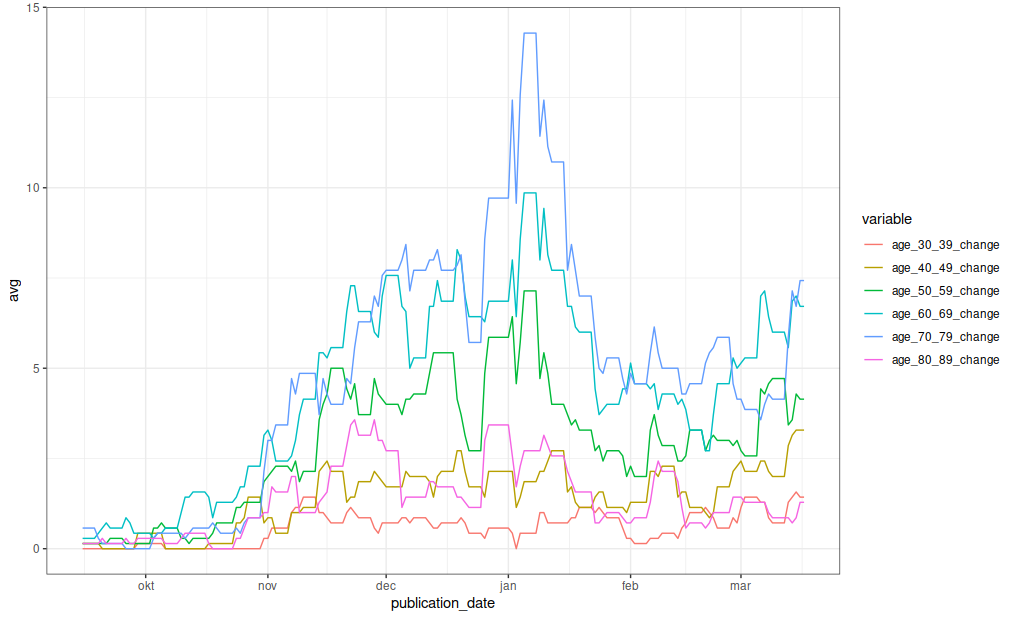 15
10
5
0
avg
okt nov dec jan feb mar
publication_date
variable
age_30_39_change
age_40_49_change
age_50_59_change
age_60_69_change
age_70_79_change
age_80_89_change